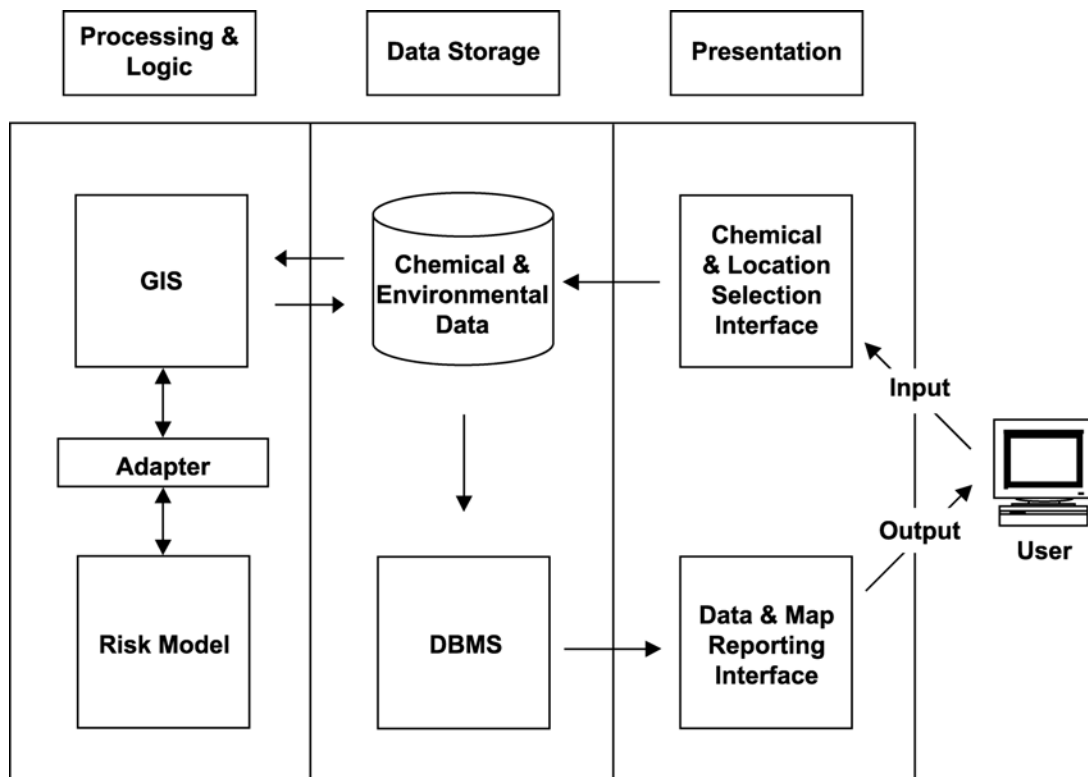 Processing &
Logic
Data Storage
Presentation
GIS
Chemical &
Environmental
Data
Chemical
& Location
Selection
Interface
Input
Adapter
Output
User
Risk Model
DBMS
Data & Map
Reporting
Interface